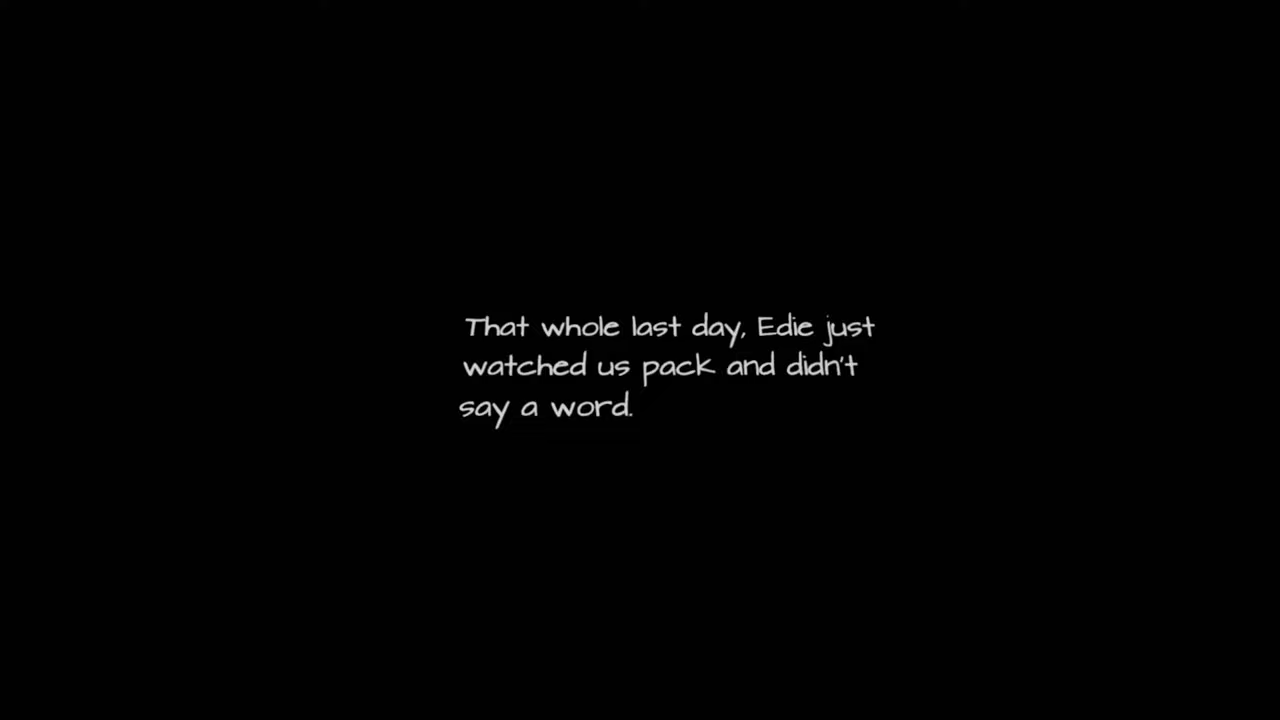 That whole last day, Edie just
watched us pack and didn't
say a word.